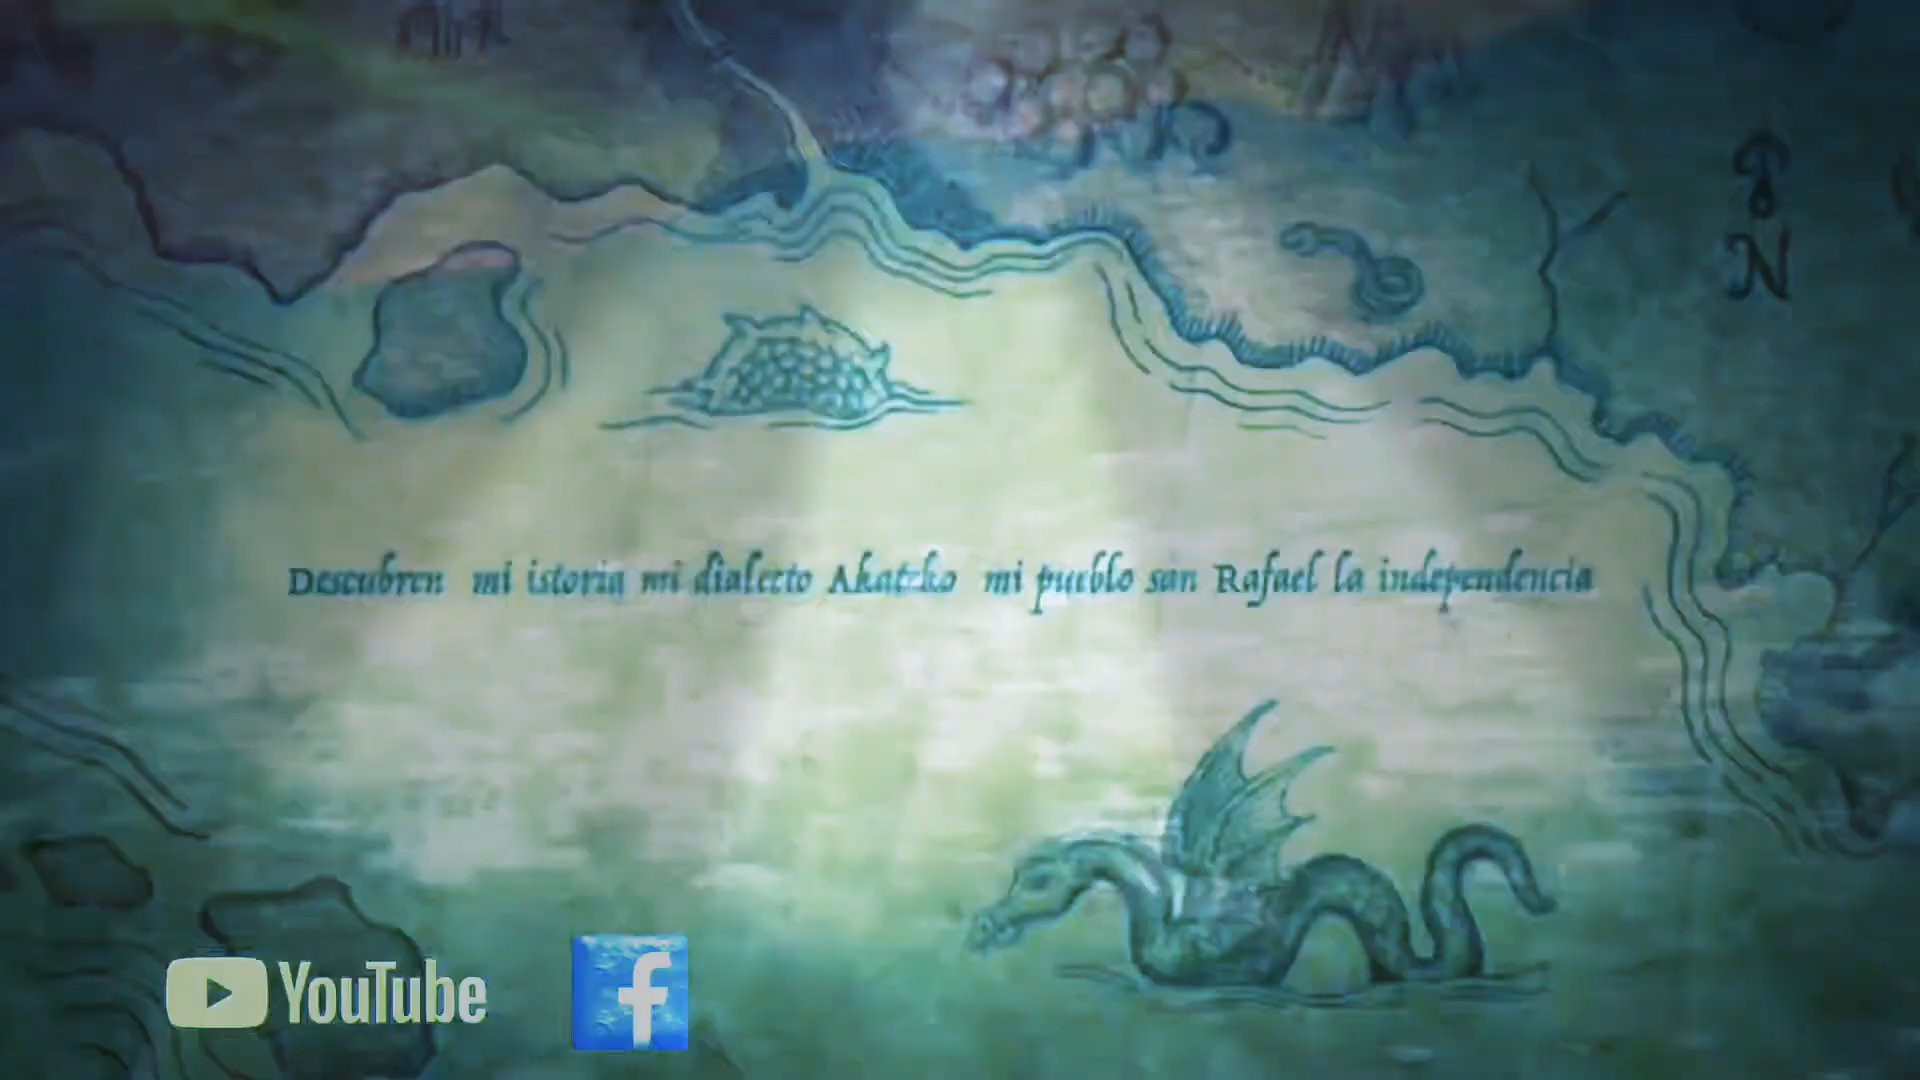 N
Descubren mi istoria mi dialecto Akatzko mi pueblo san Rafael la independencia
YouTube
f